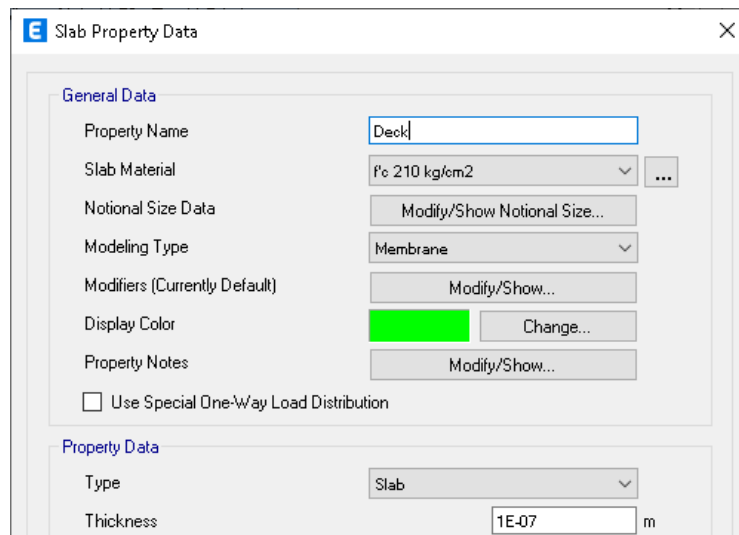 E Slab Property Data
General Data
Property Name Deck
Slab Material f'c 210 kg/cm2 ...
Notional Size Data Modify/Show Notional Size...
Modeling Type Membrane
Modifiers (Currently Default) Modify/Show...
Display Color Change...
Property Notes Modify/Show...
Use Special One-Way Load Distribution
Property Data
Type Slab
Thickness 1E-07 m